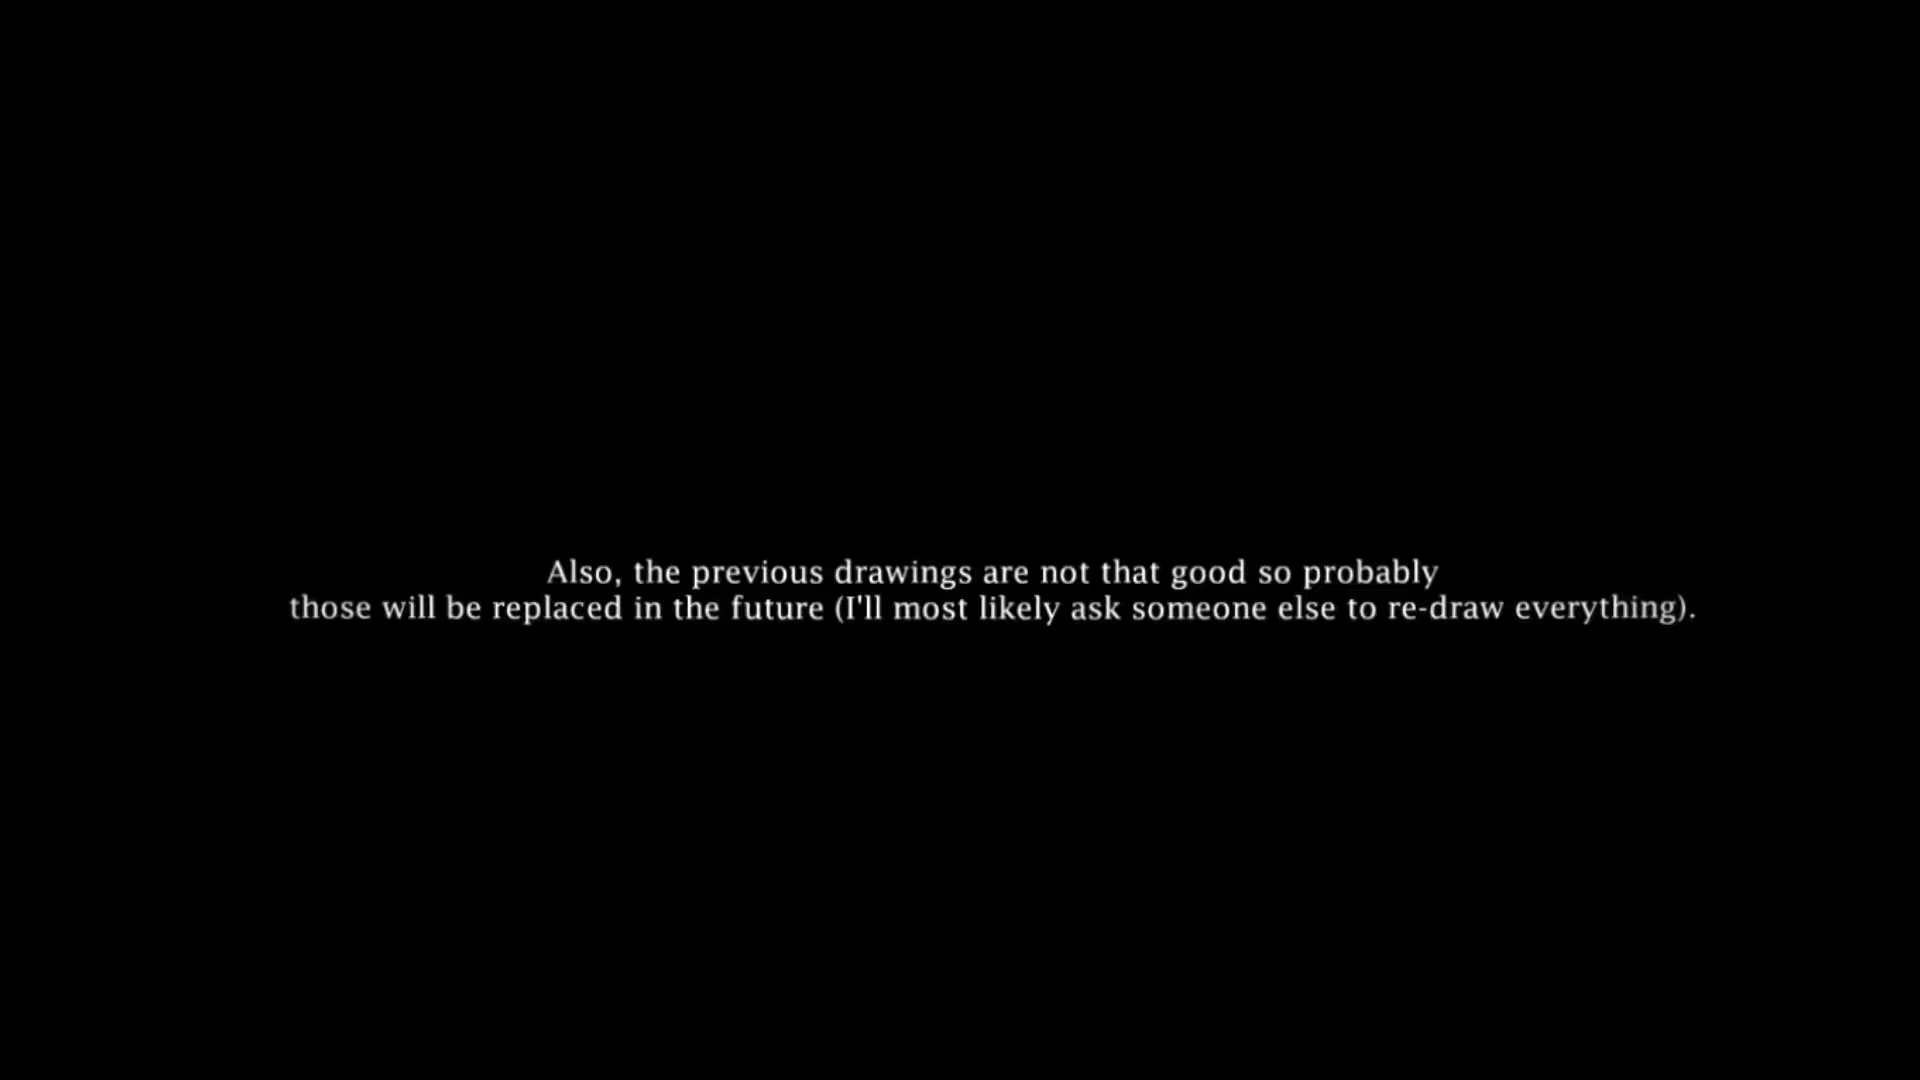 Also, the previous drawings are not that good so probably
those will be replaced in the future (I'll most likely ask someone else to re-draw everything).